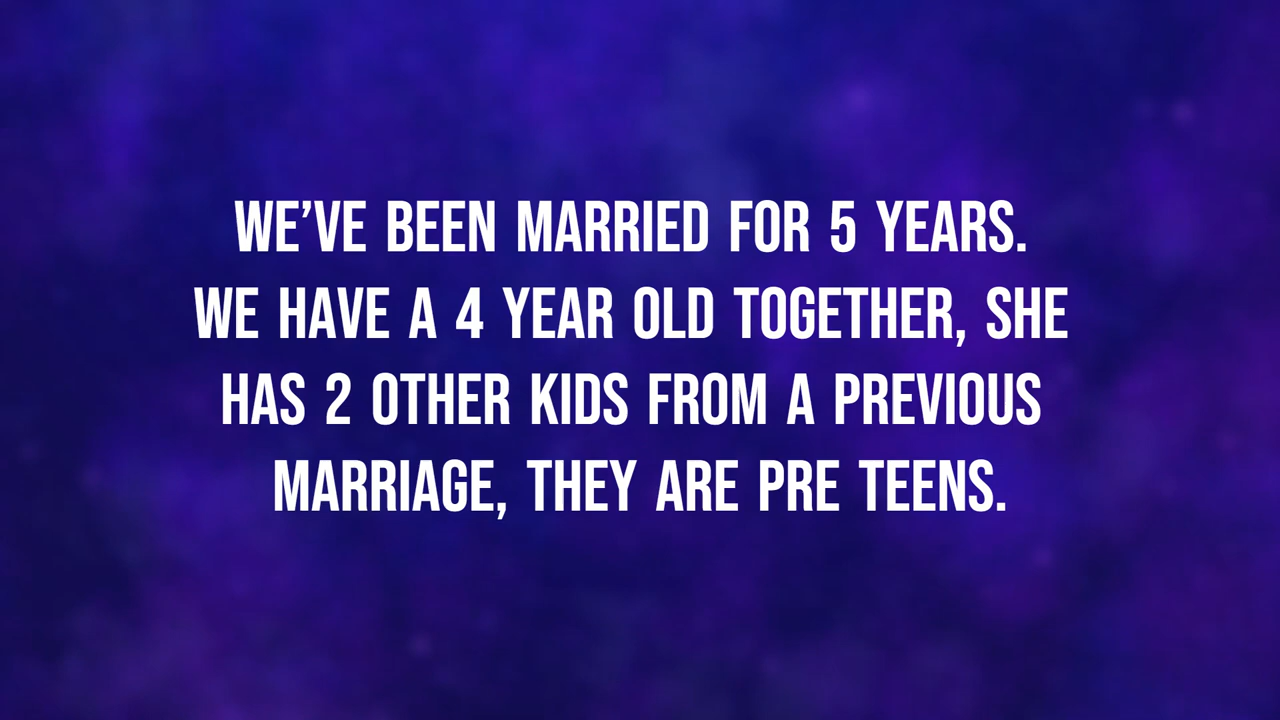 WE’VE BEEN MARRIED FOR 5 YEARS.
WE HAVE A 4 YEAR OLD TOGETHER, SHE
HAS 2 OTHER KIDS FROM A PREVIOUS
MARRIAGE, THEY ARE PRE TEENS.